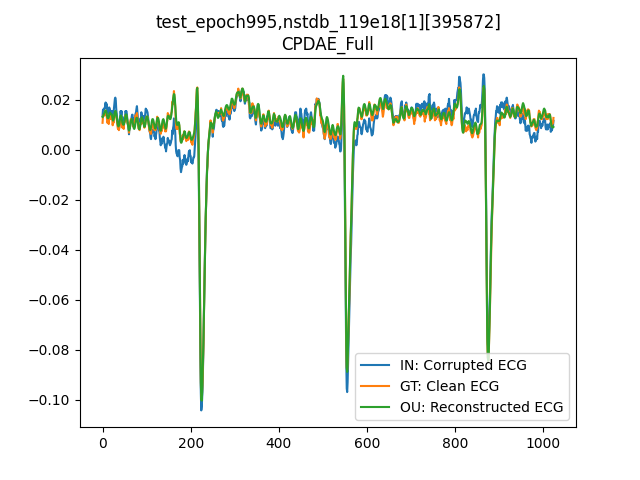 test_epoch995,nstdb_119e18[1][395872]
CPDAE_Full
0.02
0.00
−0.02
−0.04
−0.06
−0.08
−0.10
IN: Corrupted ECG
GT: Clean ECG
OU: Reconstructed ECG
0 200 400 600 800 1000